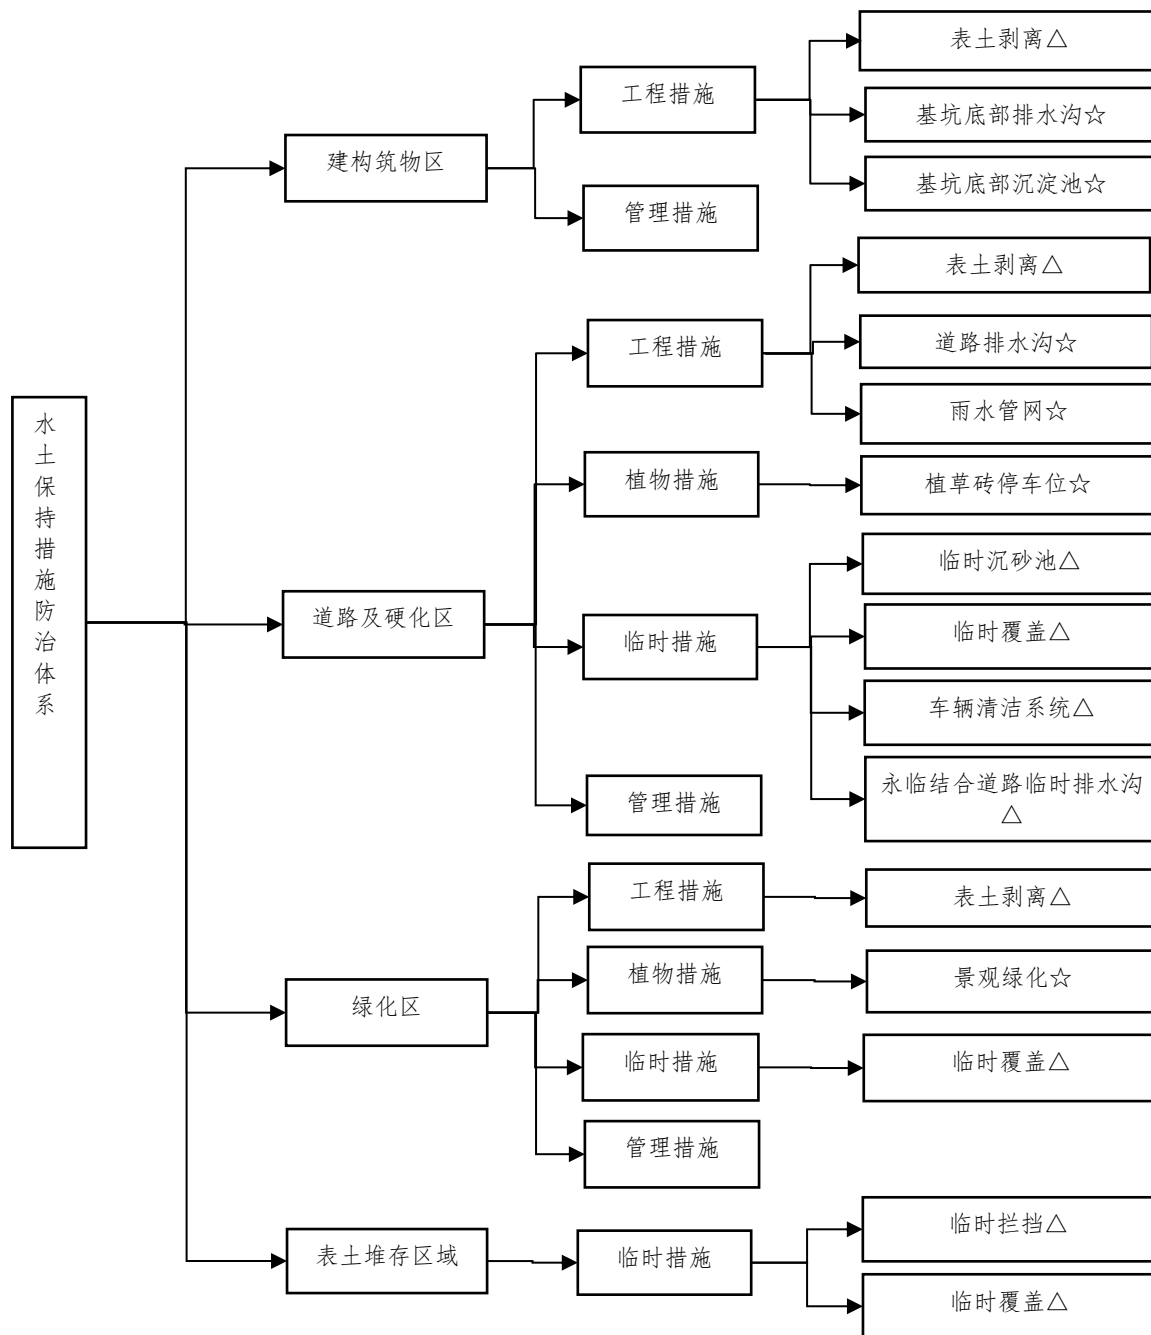 水土保持措施防治体系
建构筑物区
工程措施
表土剥离△
基坑底部排水沟☆
基坑底部沉淀池☆
管理措施
道路及硬化区
工程措施
表土剥离△
道路排水沟☆
雨水管网☆
植物措施
植草砖停车位☆
临时措施
临时沉砂池△
临时覆盖△
车辆清洁系统△
永临结合道路临时排水沟
△
管理措施
绿化区
工程措施
表土剥离△
植物措施
景观绿化☆
临时措施
临时覆盖△
管理措施
表土堆存区域
临时措施
临时拦挡△
临时覆盖△